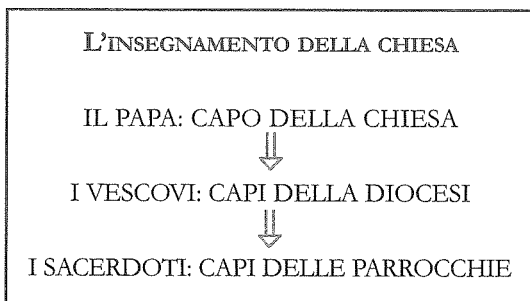 L'INSEGNAMENTO DELLA CHIESA
IL PAPA: CAPO DELLA CHIESA
I VESCOVI: CAPI DELLA DIOCESI
I SACERDOTI: CAPI DELLE PARROCCHIE